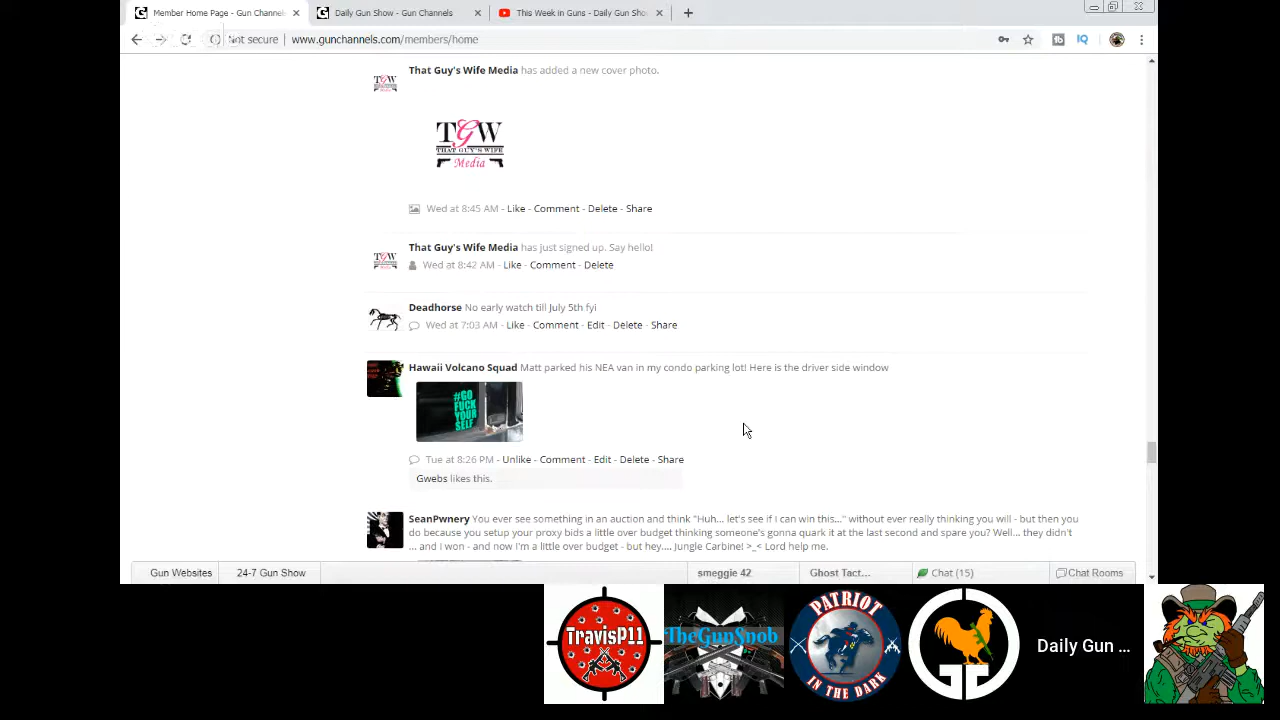 Member Home Page - Gun Channels
Daily Gun Show - Gun Channels
This Week In Guns - Daily Gun Sho
Not secure
www.gunchannels.com/members/home
That Guy's Wife Media has added a new cover photo.
TGW
THAT GUY'S WIFE
Media
Wed at 8:45 AM - Like - Comment - Delete - Share
That Guy's Wife Media has just signed up. Say hello!
Wed at 8:42 AM - Like - Comment - Delete
Deadhorse No early watch till July 5th fyi
Wed at 7:03 AM - Like - Comment - Edit - Delete - Share
Hawaii Volcano Squad Matt parked his NEA van in my condo parking lot! Here is the driver side window
#GO
FUCK
YOUR
SELF
Tue at 8:26 PM - Unlike - Comment - Edit - Delete - Share
Gwebs likes this.
SeanPwnery You ever see something in an auction and think "Huh... let's see if I can win this..." without ever really thinking you will - but then you
do because you setup your proxy bids a little over budget thinking someone's gonna quark it at the last second and spare you? Well... they didn't
... and I won - and now I'm a little over budget - but hey.... Jungle Carbine! >_< Lord help me.
Gun Websites
24-7 Gun Show
smeggie 42
Ghost Tact...
Chat (15)
Chat Rooms
TravisP11
TheGunSnob
PATRIOT
IN THE DARK
Daily Gun ...